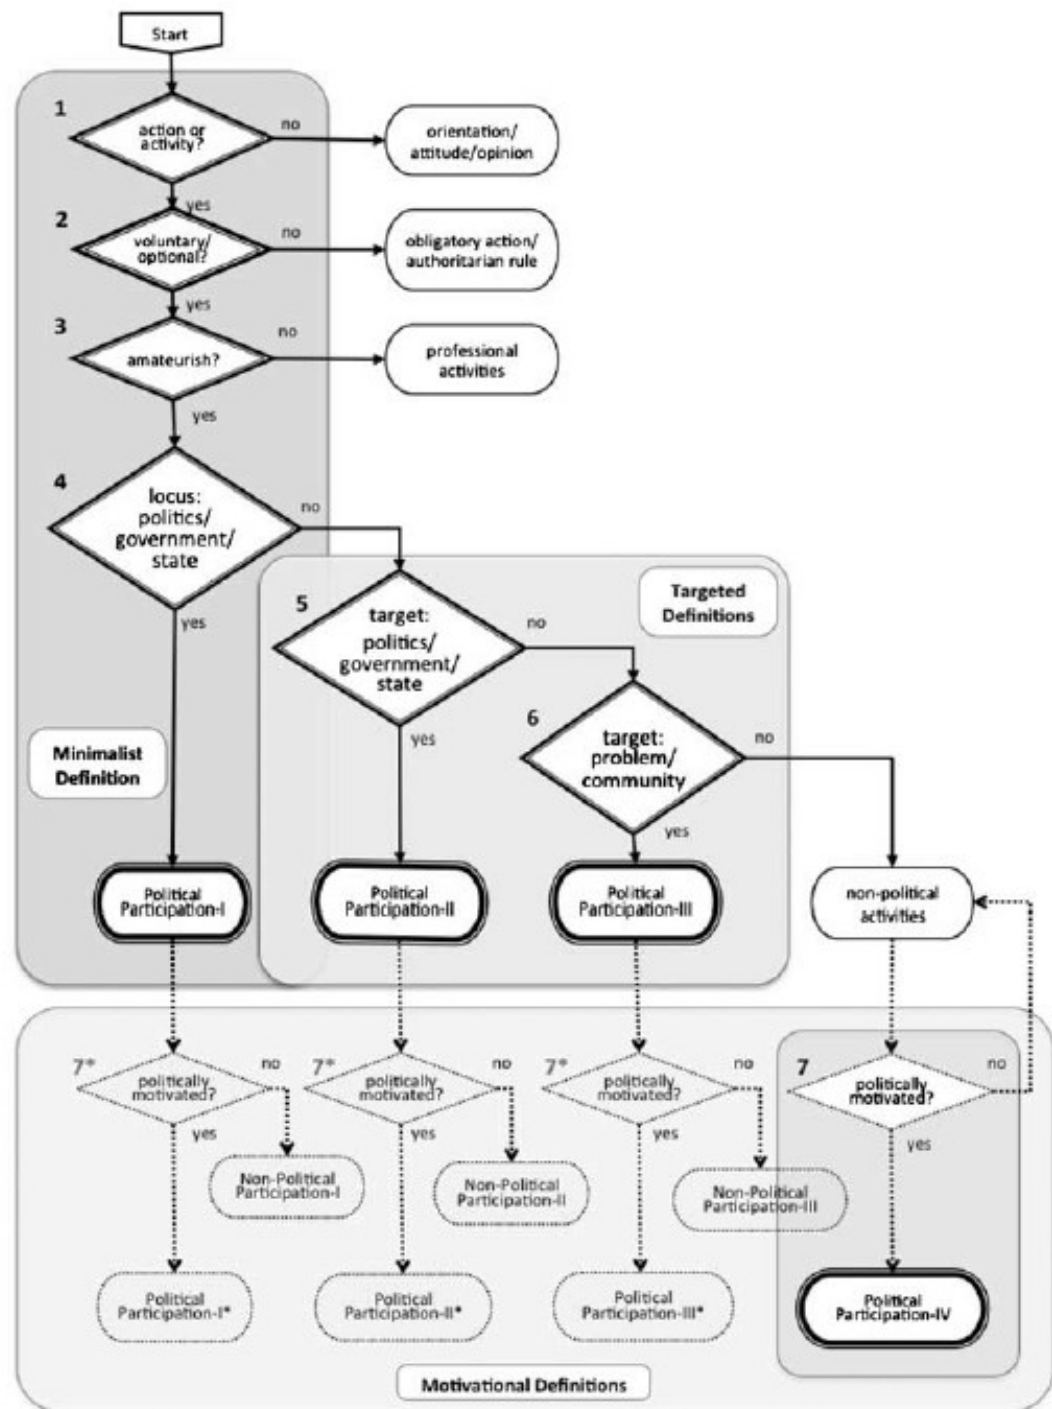 Start
1
action or
activity?
no
orientation/
attitude/opinion
yes
2
voluntary/
optional?
no
obligatory action/
authoritarian rule
yes
3
amateurish?
no
professional
activities
yes
4
locus:
politics/
government/
state
no
yes
5
target:
politics/
government/
state
no
Targeted
Definitions
yes
6
target:
problem/
community
no
yes
Minimalist
Definition
Political
Participation-I
Political
Participation-II
Political
Participation-III
non-political
activities
7*
politically
motivated?
no
yes
7*
politically
motivated?
no
yes
7*
politically
motivated?
no
yes
7
politically
motivated?
no
yes
Non-Political
Participation-I
Non-Political
Participation-II
Non-Political
Participation-III
Political
Participation-I*
Political
Participation-II*
Political
Participation-III*
Political
Participation-IV
Motivational Definitions